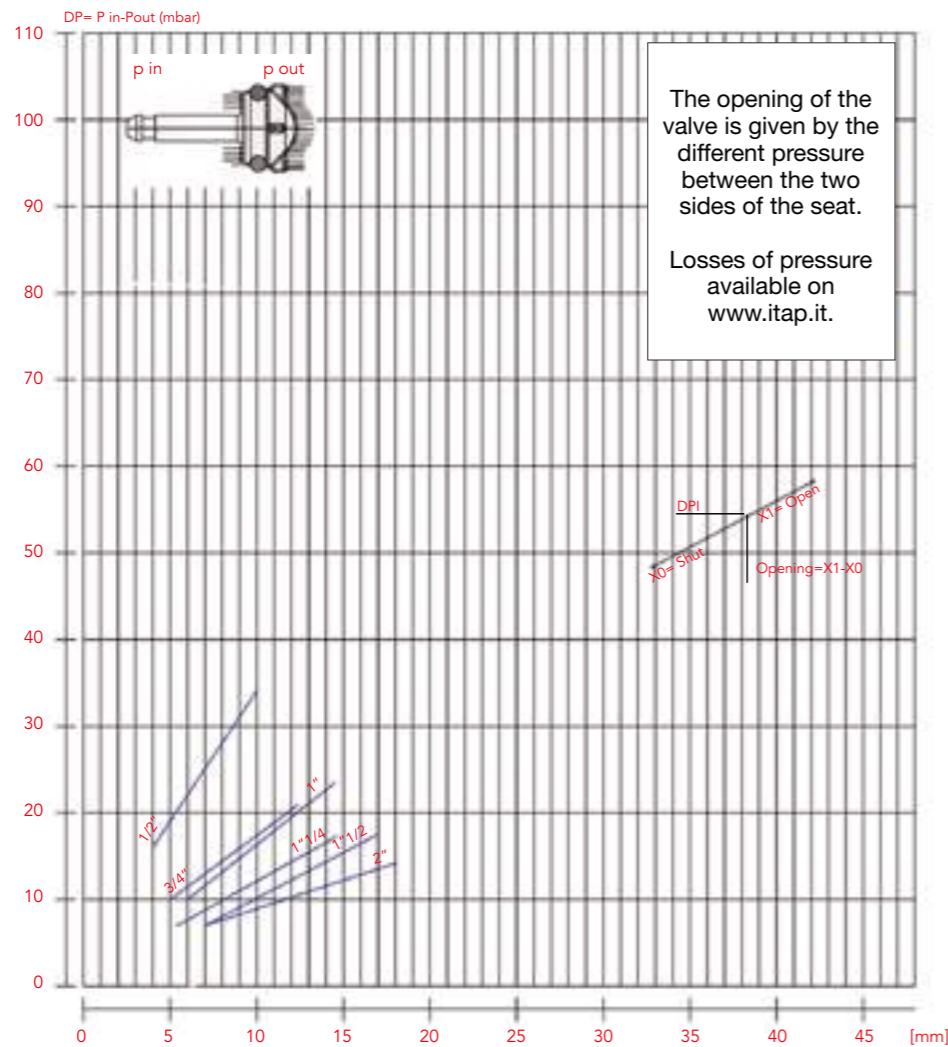 DP= P in-Pout (mbar)
110
p in
p out
100
90
80
70
60
50
40
30
20
10
0
The opening of the
valve is given by the
different pressure
between the two
sides of the seat.
Losses of pressure
available on
www.itap.it.
DPI
X1= Open
X0= Shut
Opening=X1-X0
1/2"
3/4"
1"
1"1/4
1"1/2
2"
0
5
10
15
20
25
30
35
40
45
[mm]